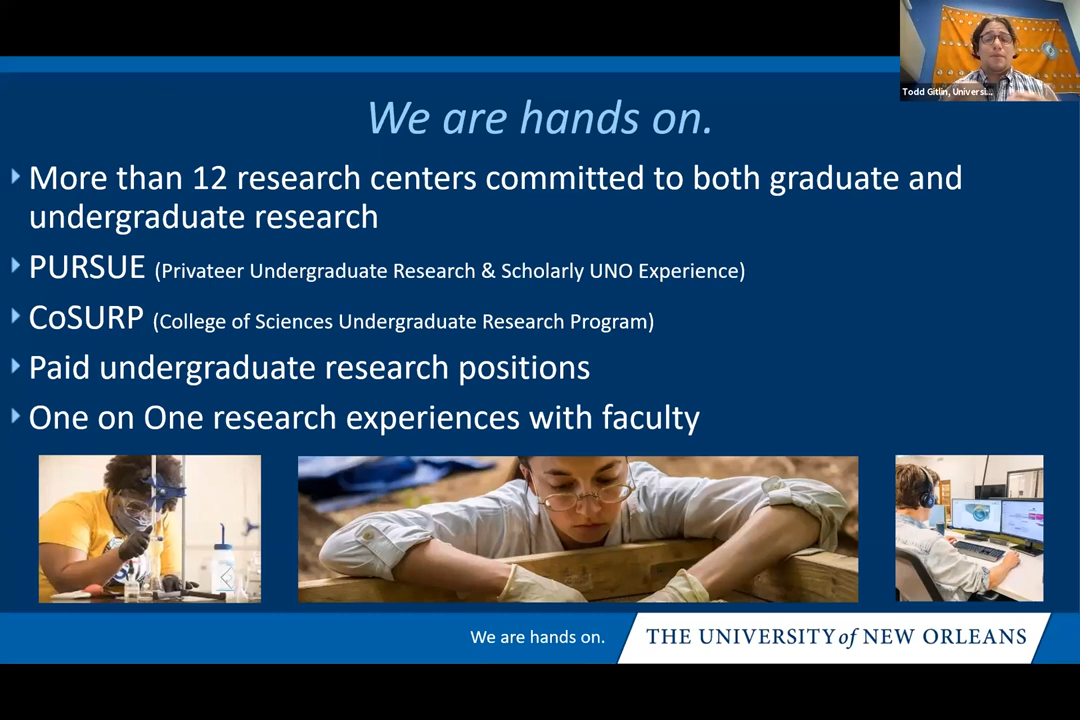 Todd Gitlin, Universi...
We are hands on.
More than 12 research centers committed to both graduate and
undergraduate research
PURSUE (Privateer Undergraduate Research & Scholarly UNO Experience)
CoSURP (College of Sciences Undergraduate Research Program)
Paid undergraduate research positions
One on One research experiences with faculty
We are hands on.
THE UNIVERSITY of NEW ORLEANS